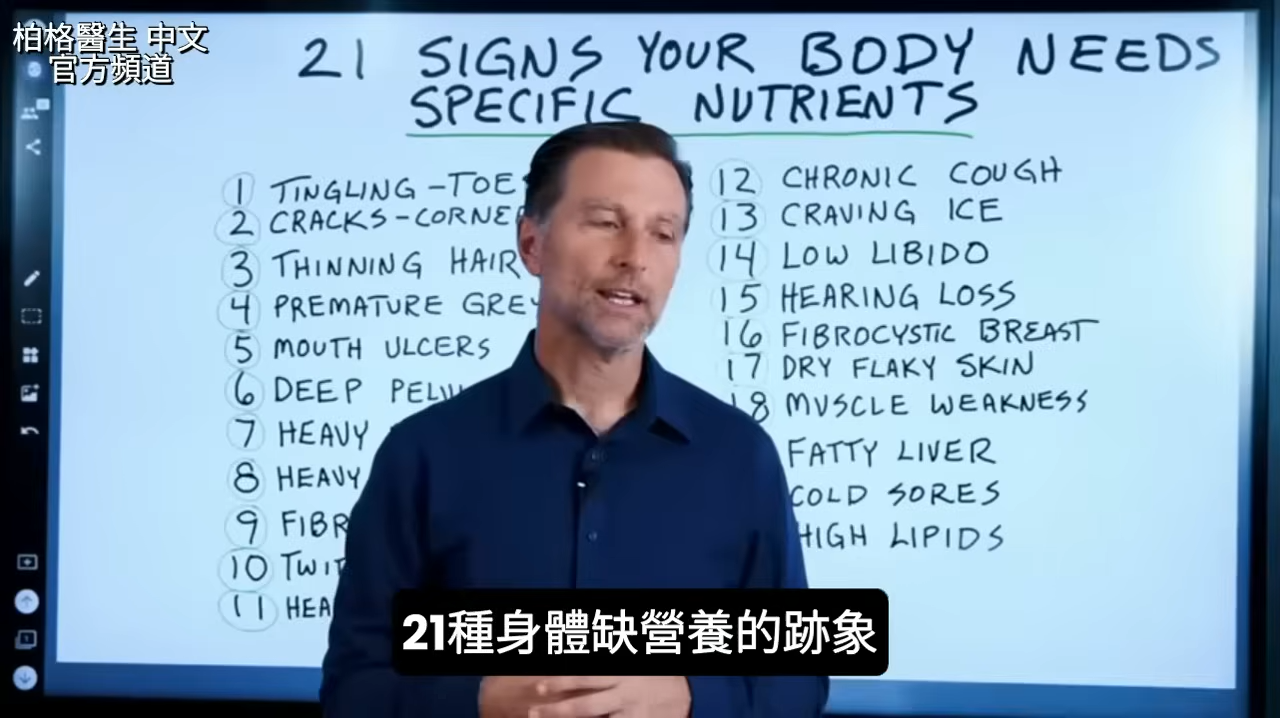 柏格醫生 中文
官方頻道
21 SIGNS YOUR BODY NEEDS
SPECIFIC NUTRIENTS
1 TINGLING-TOE
2 CRACKS-CORNE
3 THINNING HAIR
4 PREMATURE GRE
5 MOUTH ULCERS
6 DEEP
7 HEAVY
8 HEAVY
9 FIBR
10 TWI
11 HEA
12 CHRONIC COUGH
13 CRAVING ICE
14 LOW LIBIDO
15 HEARING LOSS
16 FIBROCYSTIC BREAST
17 DRY FLAKY SKIN
18 MUSCLE WEAKNESS
FATTY LIVER
COLD SORES
HIGH LIPIDS
21種身體缺營養的跡象